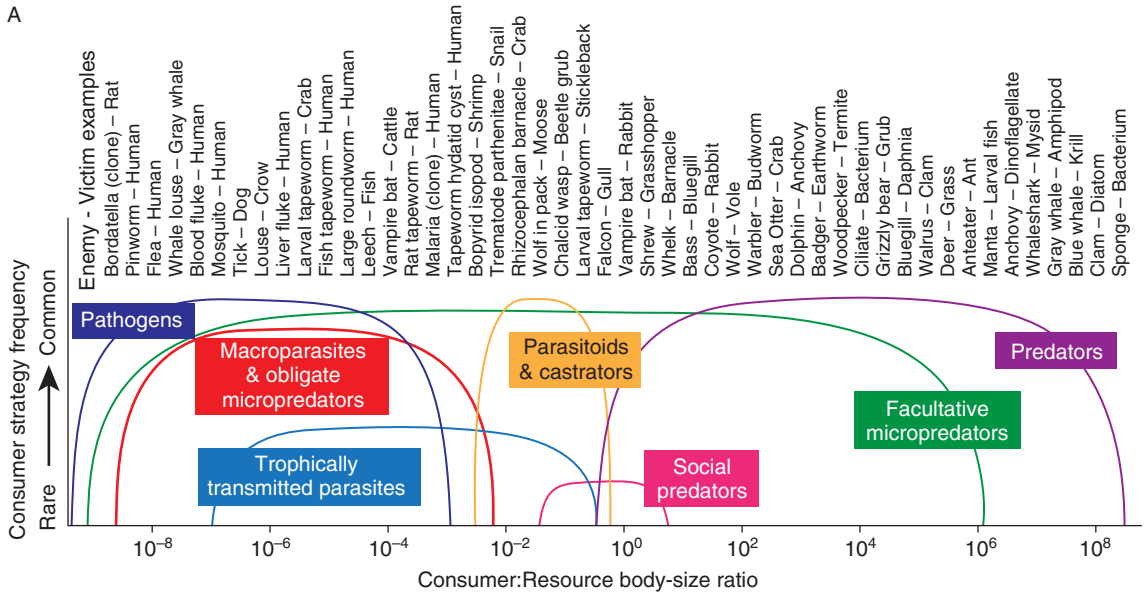 A
Enemy - Victim examples
Bordatella (clone) – Rat
Pinworm – Human
Flea – Human
Whale louse – Gray whale
Blood fluke – Human
Mosquito – Human
Tick – Dog
Louse – Crow
Liver fluke – Human
Larval tapeworm – Crab
Fish tapeworm – Human
Large roundworm – Human
Leech – Fish
Vampire bat – Cattle
Rat tapeworm – Rat
Malaria (clone) – Human
Tapeworm hydatid cyst – Human
Bopyrid isopod – Shrimp
Trematode parthenitae – Snail
Rhizocephalan barnacle – Crab
Wolf in pack – Moose
Chalcid wasp – Beetle grub
Larval tapeworm – Stickleback
Falcon – Gull
Vampire bat – Rabbit
Shrew – Grasshopper
Whelk – Barnacle
Bass – Bluegill
Coyote – Rabbit
Wolf – Vole
Warbler – Budworm
Sea Otter – Crab
Dolphin – Anchovy
Badger – Earthworm
Woodpecker – Termite
Ciliate – Bacterium
Grizzly bear – Grub
Bluegill – Daphnia
Walrus – Clam
Deer – Grass
Anteater – Ant
Manta – Larval fish
Anchovy – Dinoflagellate
Whaleshark – Mysid
Gray whale – Amphipod
Blue whale – Krill
Clam – Diatom
Sponge – Bacterium
Consumer strategy frequency
Rare
Common
Pathogens
Macroparasites
& obligate
micropredators
Trophically
transmitted parasites
Parasitoids
& castrators
Social
predators
Facultative
micropredators
Predators
10⁻⁸ 10⁻⁶ 10⁻⁴ 10⁻² 10⁰ 10² 10⁴ 10⁶ 10⁸
Consumer:Resource body-size ratio